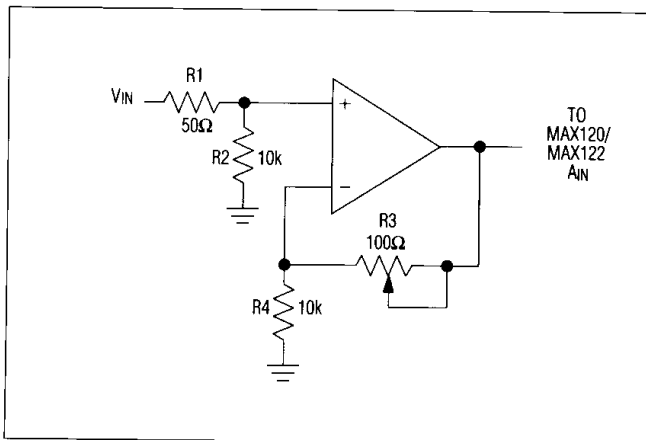 R1
VIN
50Ω
R2
10k
+
−
R3
100Ω
R4
10k
TO
MAX120/
MAX122
AIN